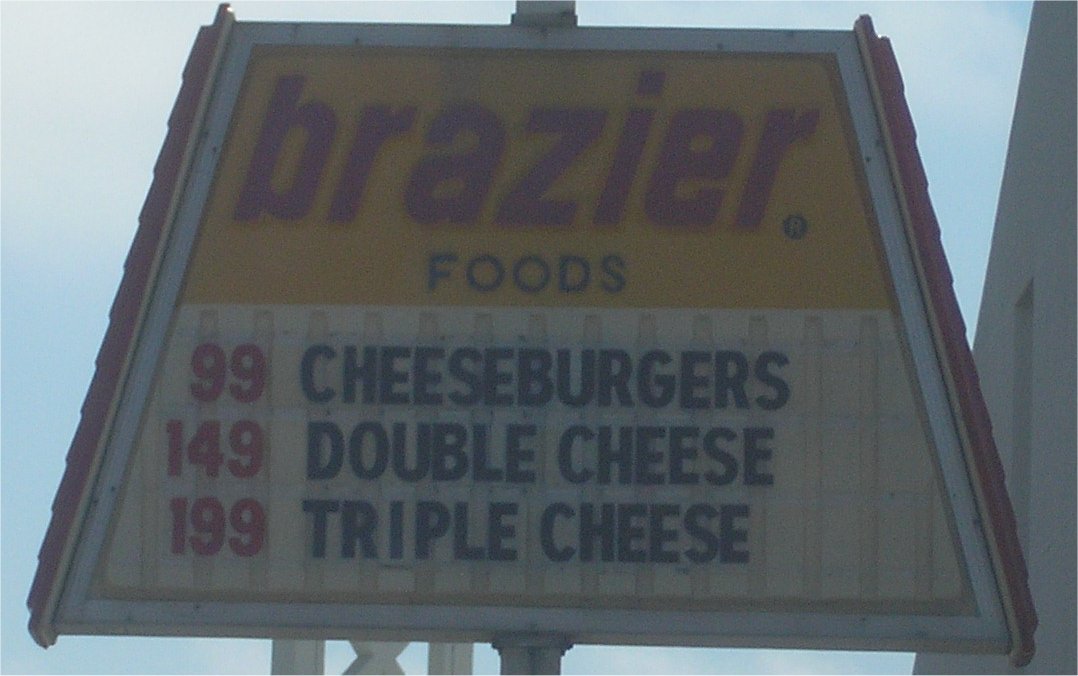 brazier®
FOODS
99 CHEESEBURGERS
149 DOUBLE CHEESE
199 TRIPLE CHEESE